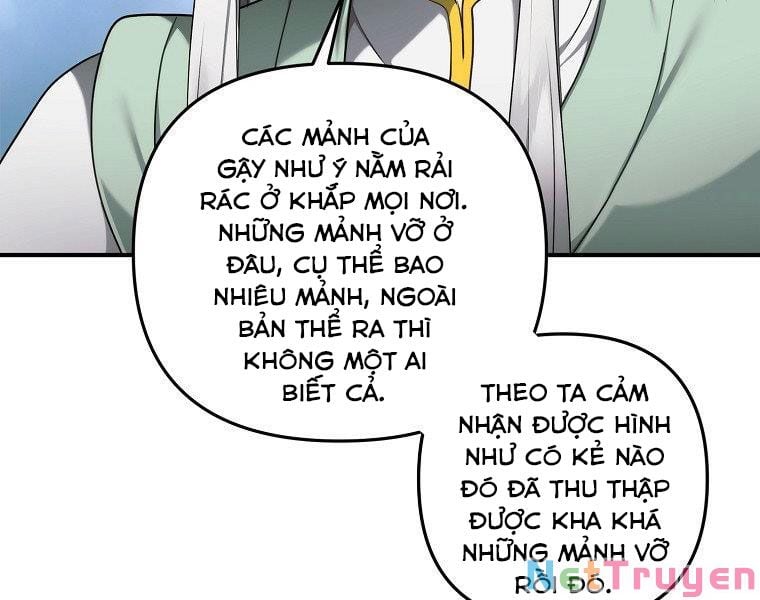 CÁC MẢNH CỦA
GẬY NHƯ Ý NẰM RẢI
RÁC Ở KHẮP MỌI NƠI.
NHỮNG MẢNH VỠ Ở
ĐÂU, CỤ THỂ BAO
NHIÊU MẢNH, NGOÀI
BẢN THỂ RA THÌ
KHÔNG MỘT AI
BIẾT CẢ.
THEO TA CẢM
NHẬN ĐƯỢC HÌNH
NHƯ CÓ KẺ NÀO
ĐÓ ĐÃ THU THẬP
ĐƯỢC KHA KHÁ
NHỮNG MẢNH VỠ
RỒI ĐÓ.
NetTruyen